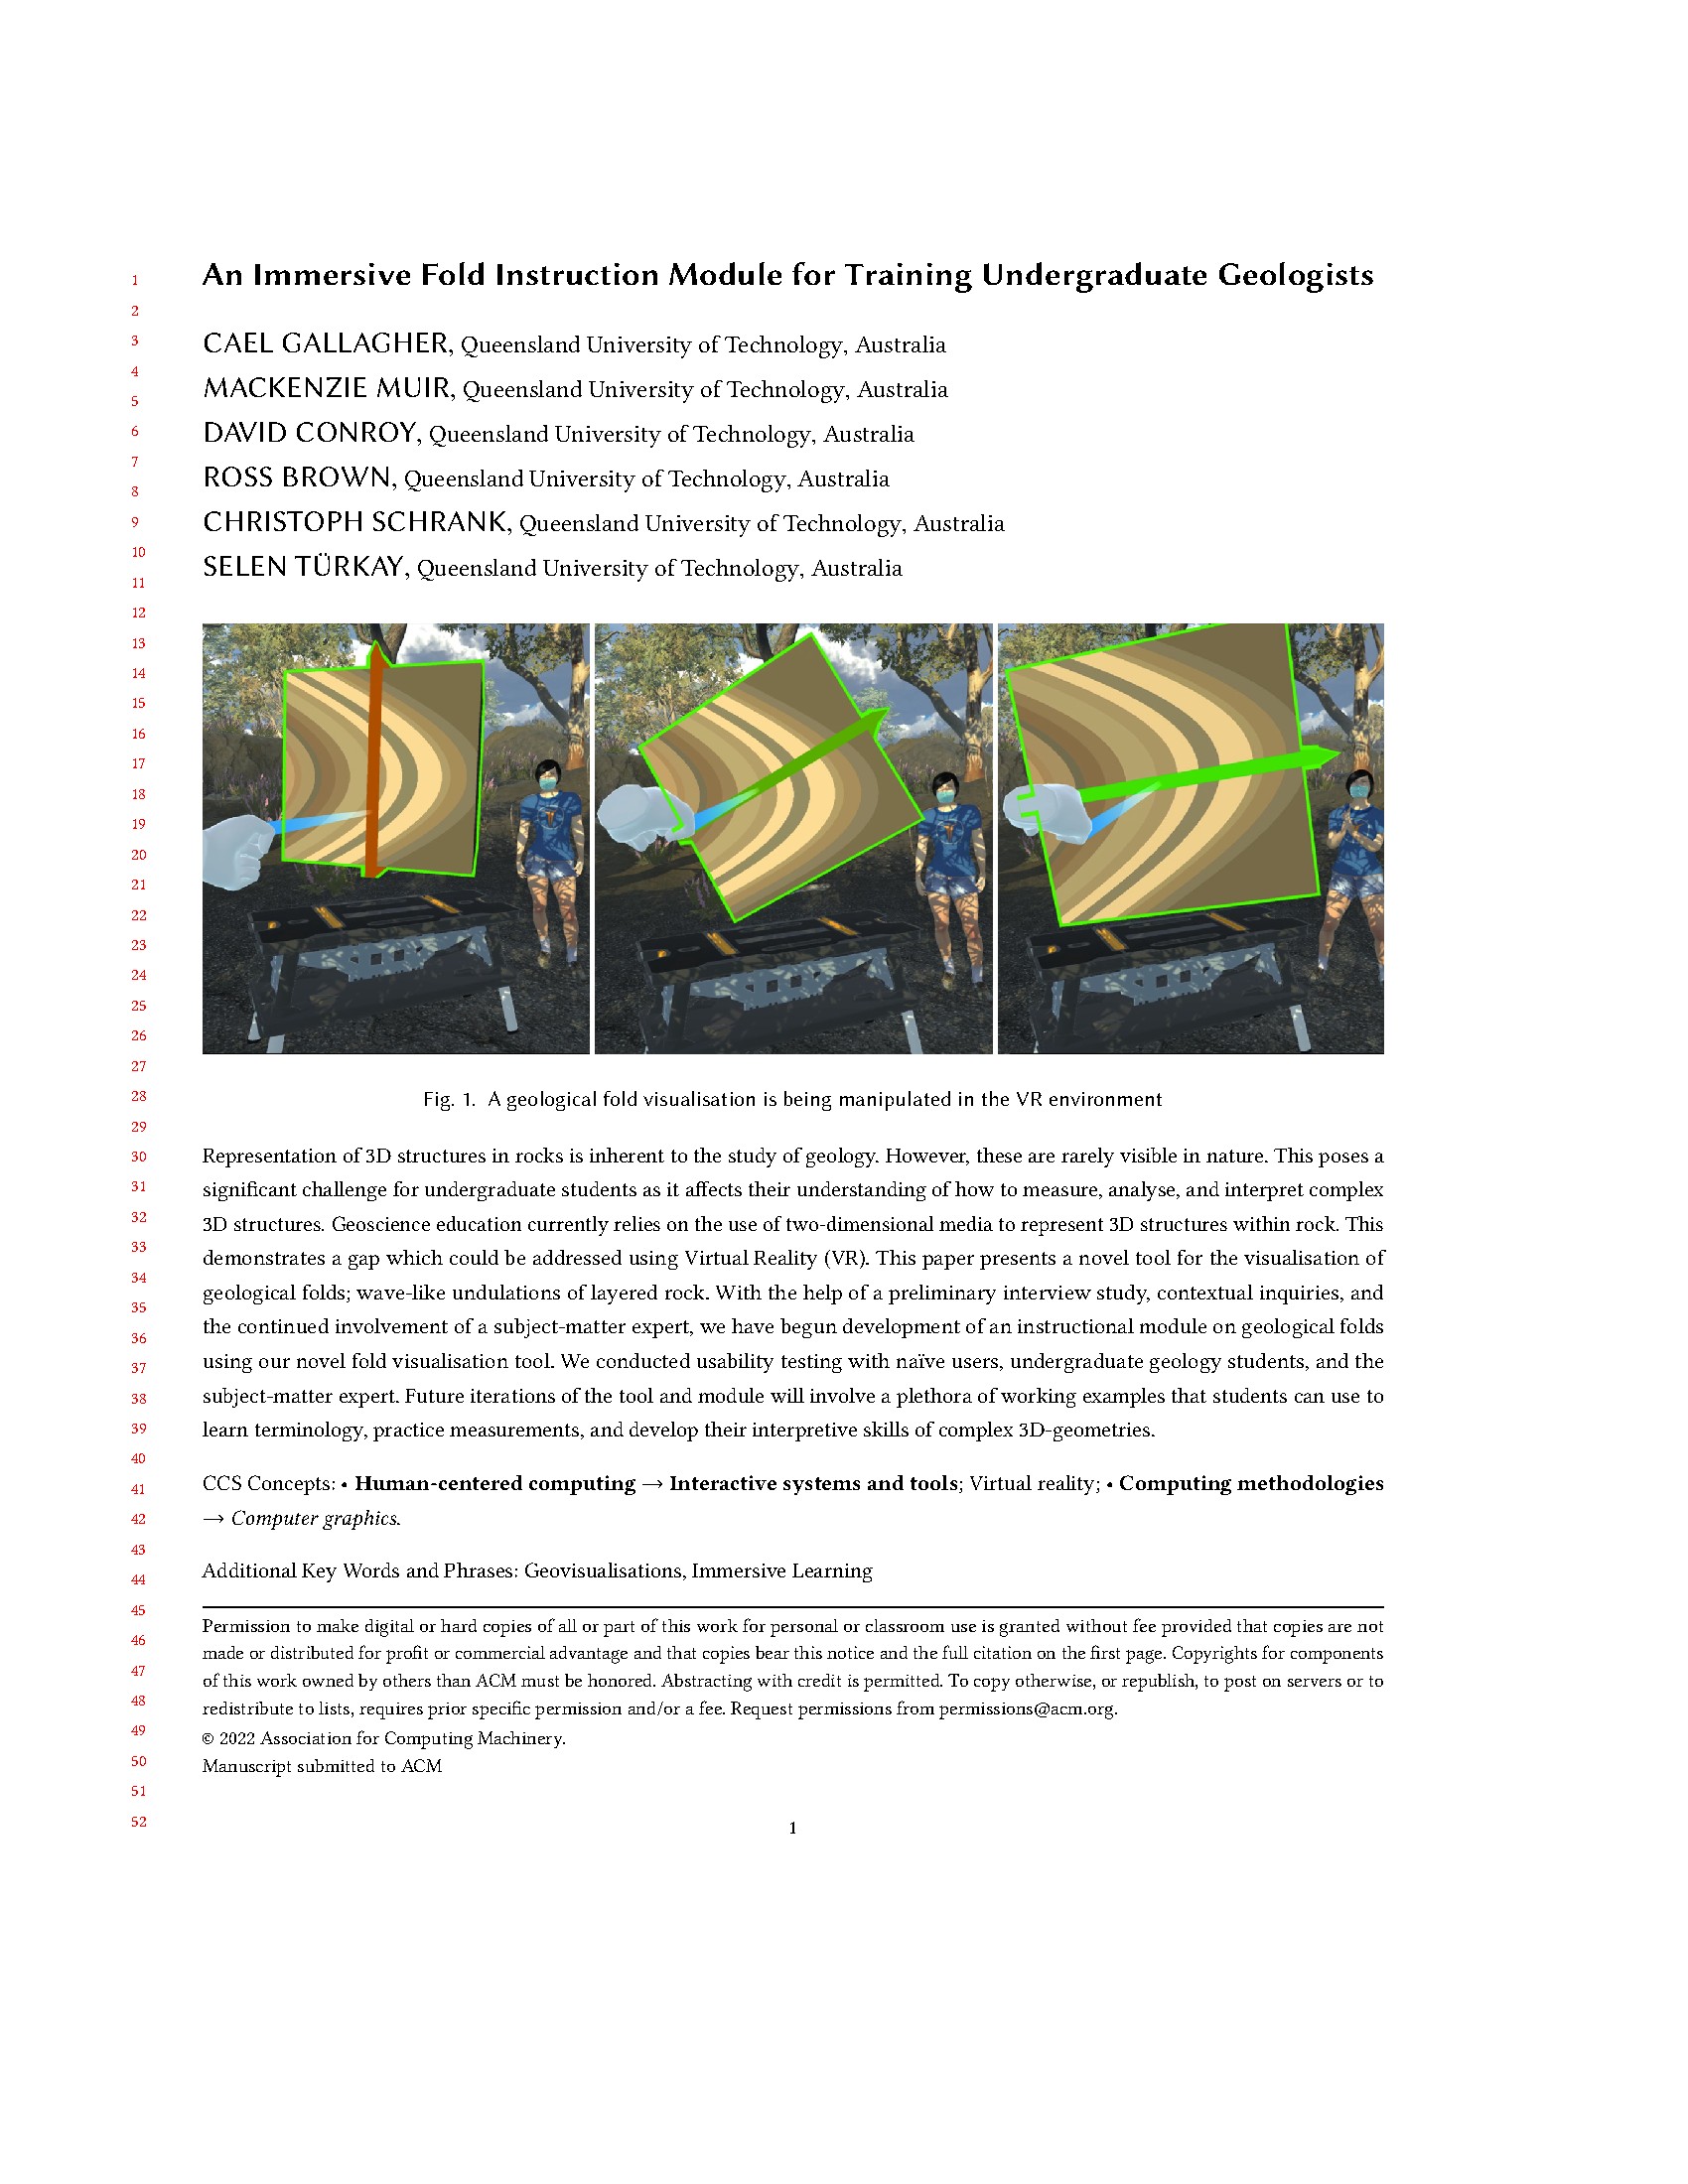 An Immersive Fold Instruction Module for Training Undergraduate Geologists
CAEL GALLAGHER, Queensland University of Technology, Australia
MACKENZIE MUIR, Queensland University of Technology, Australia
DAVID CONROY, Queensland University of Technology, Australia
ROSS BROWN, Queensland University of Technology, Australia
CHRISTOPH SCHRANK, Queensland University of Technology, Australia
SELEN TÜRKAY, Queensland University of Technology, Australia
Fig. 1. A geological fold visualisation is being manipulated in the VR environment
Representation of 3D structures in rocks is inherent to the study of geology. However, these are rarely visible in nature. This poses a
significant challenge for undergraduate students as it affects their understanding of how to measure, analyse, and interpret complex
3D structures. Geoscience education currently relies on the use of two-dimensional media to represent 3D structures within rock. This
demonstrates a gap which could be addressed using Virtual Reality (VR). This paper presents a novel tool for the visualisation of
geological folds; wave-like undulations of layered rock. With the help of a preliminary interview study, contextual inquiries, and
the continued involvement of a subject-matter expert, we have begun development of an instructional module on geological folds
using our novel fold visualisation tool. We conducted usability testing with naïve users, undergraduate geology students, and the
subject-matter expert. Future iterations of the tool and module will involve a plethora of working examples that students can use to
learn terminology, practice measurements, and develop their interpretive skills of complex 3D-geometries.
CCS Concepts: • Human-centered computing → Interactive systems and tools; Virtual reality; • Computing methodologies
→ Computer graphics.
Additional Key Words and Phrases: Geovisualisations, Immersive Learning
Permission to make digital or hard copies of all or part of this work for personal or classroom use is granted without fee provided that copies are not
made or distributed for profit or commercial advantage and that copies bear this notice and the full citation on the first page. Copyrights for components
of this work owned by others than ACM must be honored. Abstracting with credit is permitted. To copy otherwise, or republish, to post on servers or to
redistribute to lists, requires prior specific permission and/or a fee. Request permissions from permissions@acm.org.
© 2022 Association for Computing Machinery.
Manuscript submitted to ACM
1
1
2
3
4
5
6
7
8
9
10
11
12
13
14
15
16
17
18
19
20
21
22
23
24
25
26
27
28
29
30
31
32
33
34
35
36
37
38
39
40
41
42
43
44
45
46
47
48
49
50
51
52